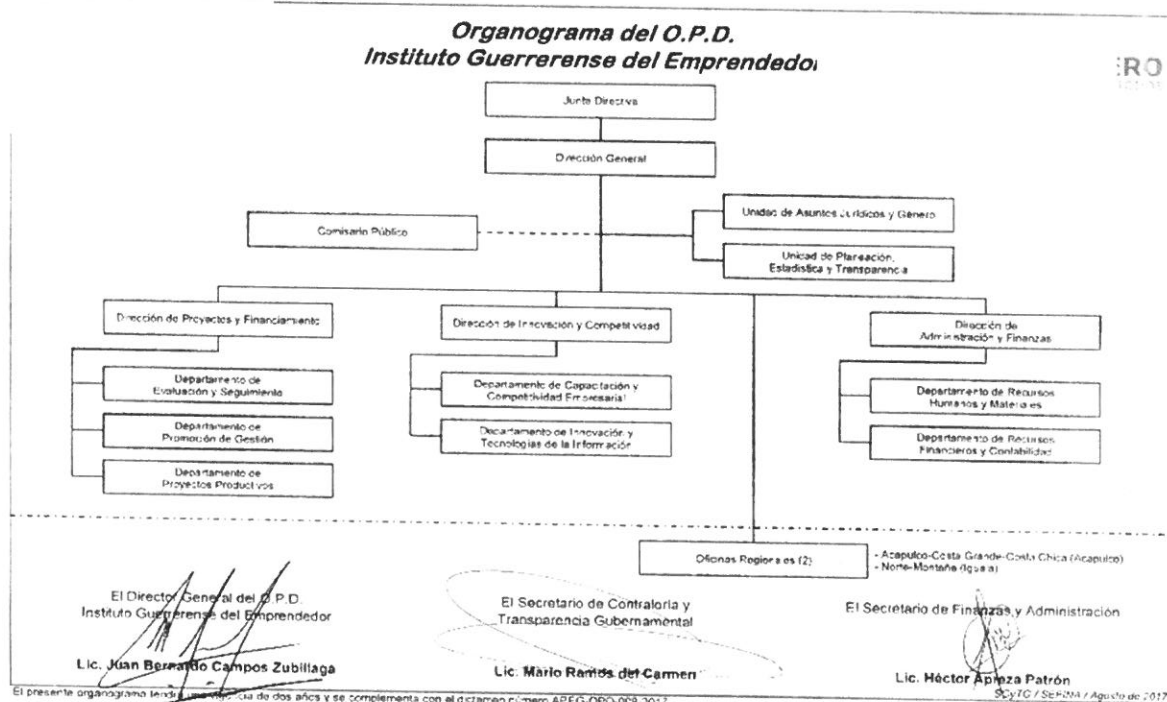 Organograma del O.P.D.
Instituto Guerrerense del Emprendedor
Junta Directiva
Dirección General
Comisario Público
Unidad de Asuntos Jurídicos y Género
Unidad de Planeación,
Estadística y Transparencia
Dirección de Proyectos y Financiamiento
Dirección de Innovación y Competitividad
Dirección de
Administración y Finanzas
Departamento de
Evaluación y Seguimiento
Departamento de
Promoción de Gestión
Departamento de
Proyectos Productivos
Departamento de Capacitación y
Competitividad Empresarial
Departamento de Innovación y
Tecnologías de la Información
Departamento de Recursos
Humanos y Materiales
Departamento de Recursos
Financieros y Contabilidad
Oficinas Regionales (2)
- Acapulco-Costa Grande-Costa Chica (Acapulco)
- Norte-Montaña (Iguala)
El Director General del O.P.D.
Instituto Guerrerense del Emprendedor
Lic. Juan Bernardo Campos Zubillaga
El Secretario de Contraloría y
Transparencia Gubernamental
Lic. Mario Ramos del Carmen
El Secretario de Finanzas y Administración
Lic. Héctor Apreza Patrón
El presente organograma tendrá una vigencia de dos años y se complementa con el dictamen número
SCyTG / SEFINA / Agosto de 2017